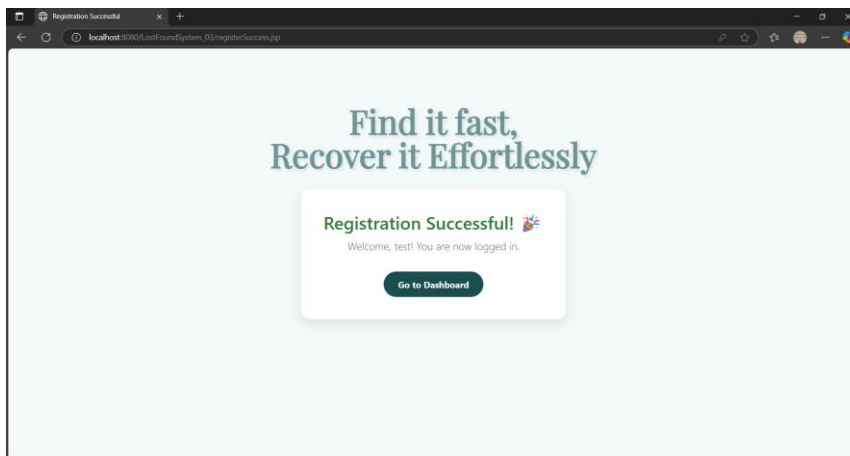 Registration Successful
localhost:8080/LostFoundSystem_03/registerSuccess.jsp
Find it fast,
Recover it Effortlessly
Registration Successful! 🎉
Welcome, test! You are now logged in.
Go to Dashboard